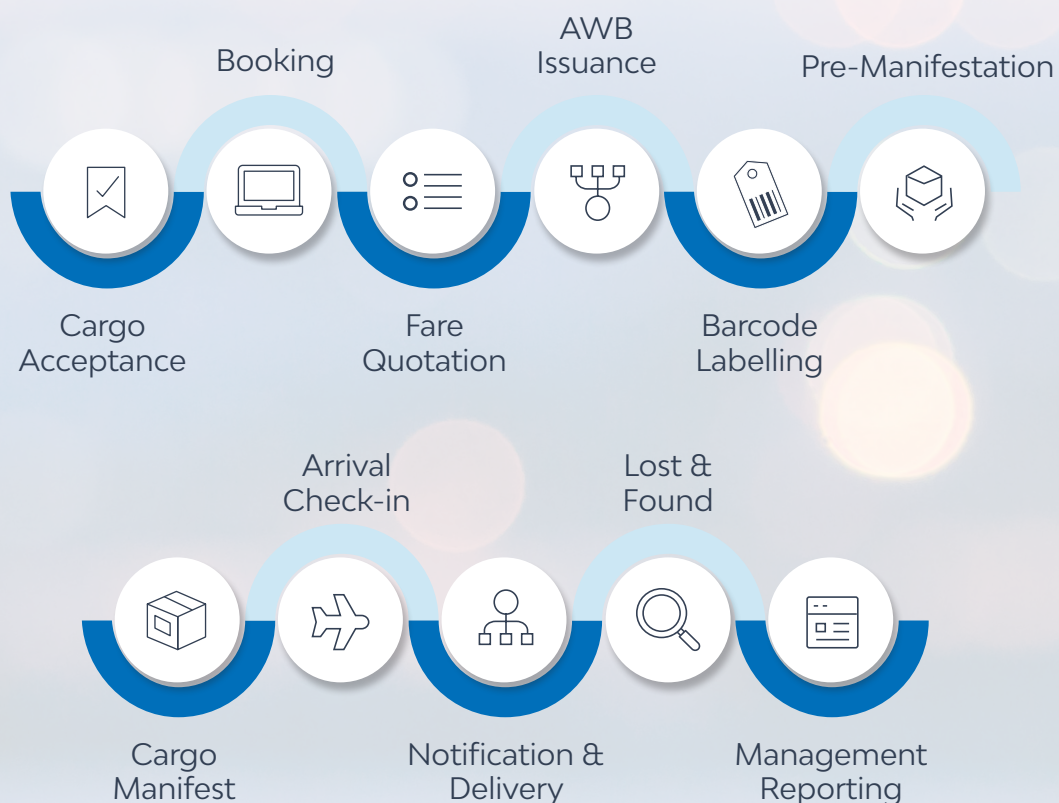 Cargo
Acceptance
Booking
Fare
Quotation
AWB
Issuance
Barcode
Labelling
Pre-Manifestation
Cargo
Manifest
Arrival
Check-in
Notification &
Delivery
Lost &
Found
Management
Reporting